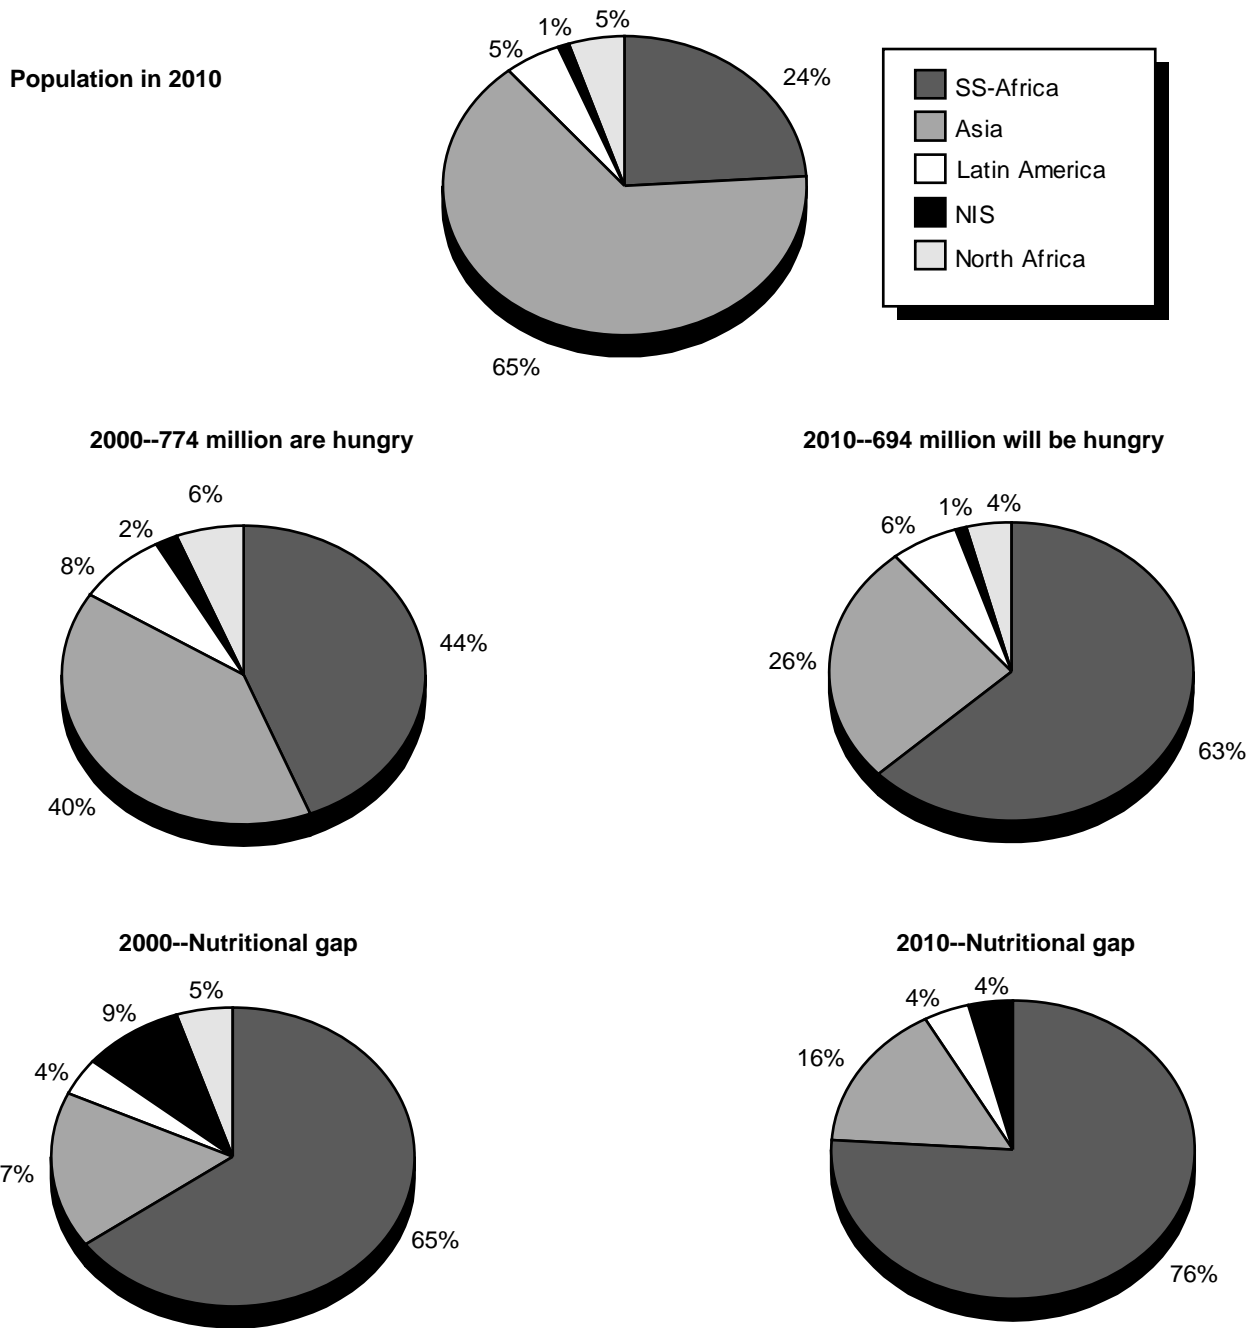 Population in 2010
5%
1%
5%
24%
65%
SS-Africa
Asia
Latin America
NIS
North Africa
2000--774 million are hungry
6%
2%
8%
44%
40%
2010--694 million will be hungry
4%
1%
6%
26%
63%
2000--Nutritional gap
5%
9%
4%
7%
65%
2010--Nutritional gap
4%
4%
16%
76%